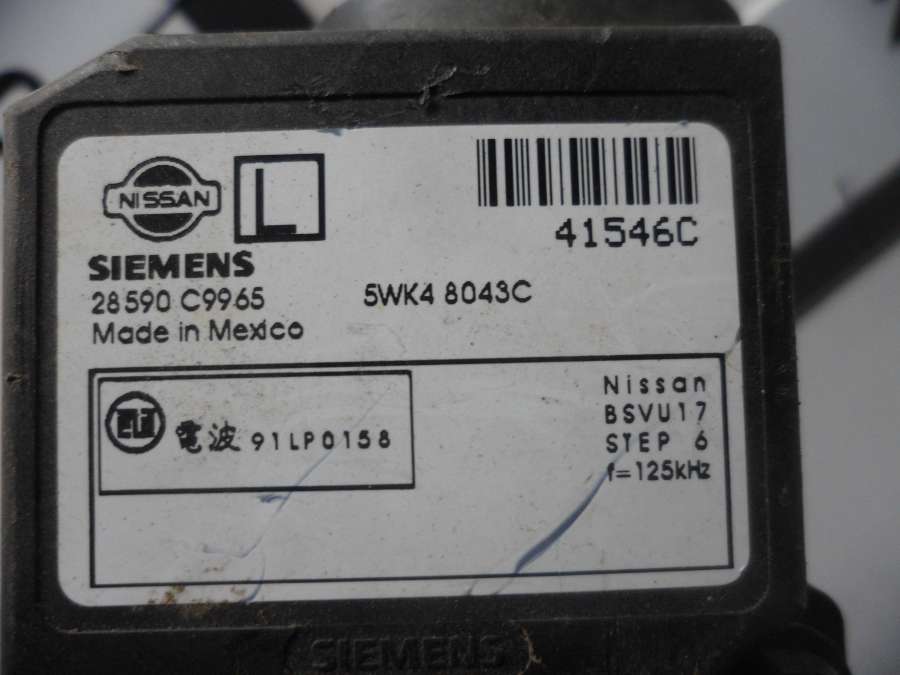 NISSAN
L
41546C
SIEMENS
28590 C9965
5WK4 8043C
Made in Mexico
電波 91LP0158
Nissan
BSVU17
STEP 6
f=125kHz
SIEMENS